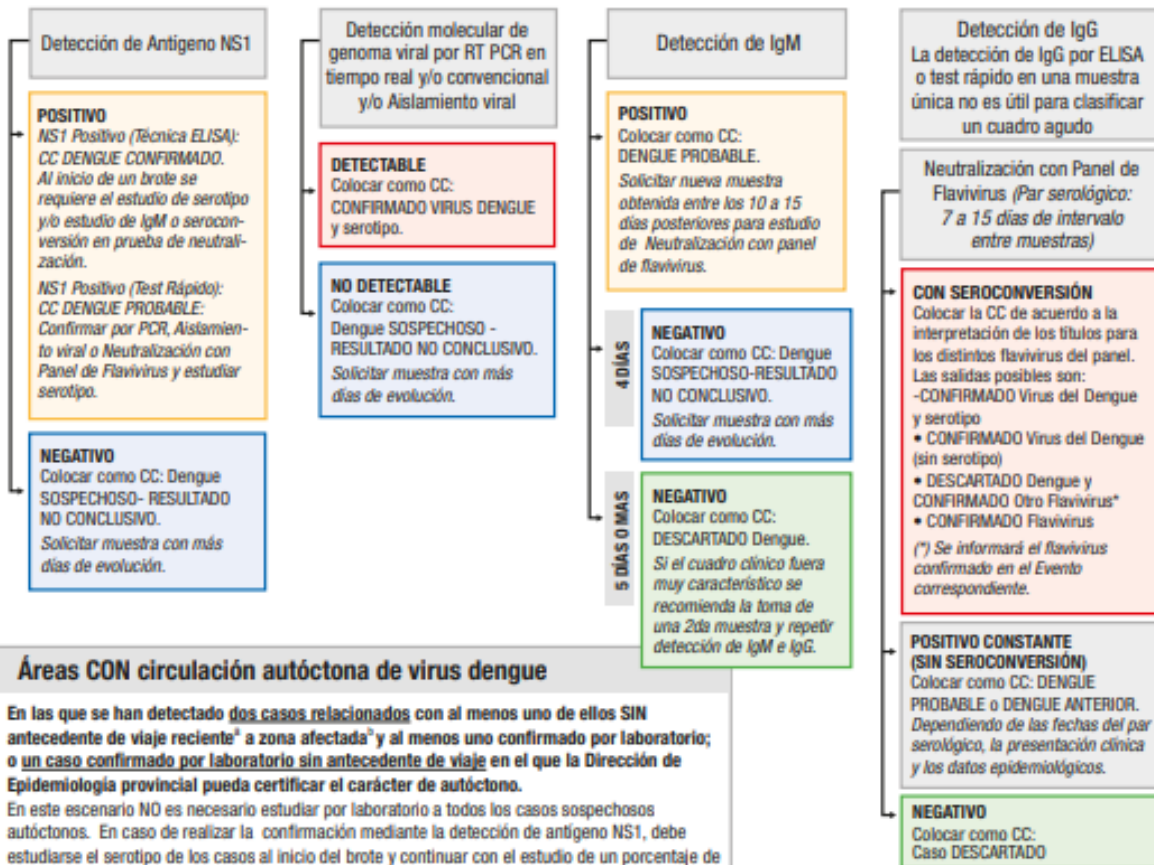 Detección de Antígeno NS1
POSITIVO
NS1 Positivo (Técnica ELISA):
CC DENGUE CONFIRMADO.
Al inicio de un brote se
requiere el estudio de serotipo
y/o estudio de IgM o serocon-
versión en prueba de neutrali-
zación.
NS1 Positivo (Test Rápido):
CC DENGUE PROBABLE:
Confirmar por PCR, Aislamien-
to viral o Neutralización con
Panel de Flavivirus y estudiar
serotipo.
NEGATIVO
Colocar como CC: Dengue
SOSPECHOSO- RESULTADO
NO CONCLUSIVO.
Solicitar muestra con más
días de evolución.
Detección molecular de
genoma viral por RT PCR en
tiempo real y/o convencional
y/o Aislamiento viral
DETECTABLE
Colocar como CC:
CONFIRMADO VIRUS DENGUE
y serotipo.
NO DETECTABLE
Colocar como CC:
Dengue SOSPECHOSO -
RESULTADO NO CONCLUSIVO.
Solicitar muestra con más
días de evolución.
Detección de IgM
POSITIVO
Colocar como CC:
DENGUE PROBABLE.
Solicitar nueva muestra
obtenida entre los 10 a 15
días posteriores para estudio
de Neutralización con panel
de flavivirus.
4 DÍAS
NEGATIVO
Colocar como CC: Dengue
SOSPECHOSO-RESULTADO
NO CONCLUSIVO.
Solicitar muestra con más
días de evolución.
5 DÍAS O MAS
NEGATIVO
Colocar como CC:
DESCARTADO Dengue.
Si el cuadro clínico fuera
muy característico se
recomienda la toma de
una 2da muestra y repetir
detección de IgM e IgG.
Detección de IgG
La detección de IgG por ELISA
o test rápido en una muestra
única no es útil para clasificar
un cuadro agudo
Neutralización con Panel de
Flavivirus (Par serológico:
7 a 15 días de intervalo
entre muestras)
CON SEROCONVERSIÓN
Colocar la CC de acuerdo a la
interpretación de los títulos para
los distintos flavivirus del panel.
Las salidas posibles son:
-CONFIRMADO Virus del Dengue
y serotipo
• CONFIRMADO Virus del Dengue
(sin serotipo)
• DESCARTADO Dengue y
CONFIRMADO Otro Flavivirus*
• CONFIRMADO Flavivirus
(*) Se informará el flavivirus
confirmado en el Evento
correspondiente.
POSITIVO CONSTANTE
(SIN SEROCONVERSIÓN)
Colocar como CC: DENGUE
PROBABLE o DENGUE ANTERIOR.
Dependiendo de las fechas del par
serológico, la presentación clínica
y los datos epidemiológicos.
NEGATIVO
Colocar como CC:
Caso DESCARTADO
Áreas CON circulación autóctona de virus dengue
En las que se han detectado dos casos relacionados con al menos uno de ellos SIN
antecedente de viaje reciente a zona afectada y al menos uno confirmado por laboratorio;
o un caso confirmado por laboratorio sin antecedente de viaje en el que la Dirección de
Epidemiología provincial pueda certificar el carácter de autóctono.
En este escenario NO es necesario estudiar por laboratorio a todos los casos sospechosos
autóctonos. En caso de realizar la confirmación mediante la detección de antígeno NS1, debe
estudiarse el serotipo de los casos al inicio del brote y continuar con el estudio de un porcentaje de